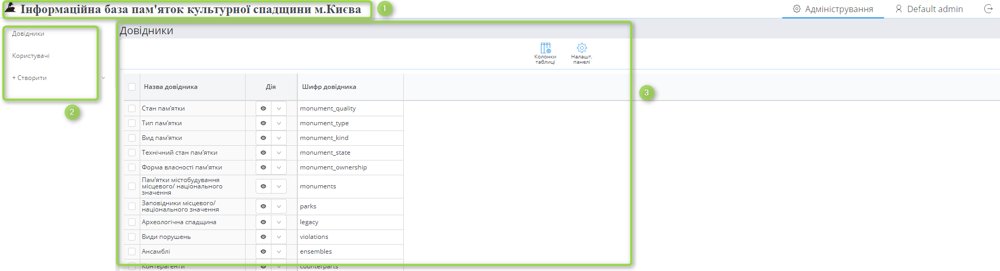 Інформаційна база пам'яток культурної спадщини м.Києва
1
Адміністрування
Default admin
Довідники
Користувачі
+ Створити
2
Довідники
Колонки
таблиці
Налашт.
панелі
3
Назва довідника Дія Шифр довідника
Стан пам’ятки monument_quality
Тип пам’ятки monument_type
Вид пам’ятки monument_kind
Технічний стан пам’ятки monument_state
Форма власності пам’ятки monument_ownership
Пам’ятки містобудування
місцевого/ національного
значення
monuments
Заповідники місцевого/
національного значення
parks
Археологічна спадщина legacy
Види порушень violations
Ансамблі ensembles
Контрагенти counterparts